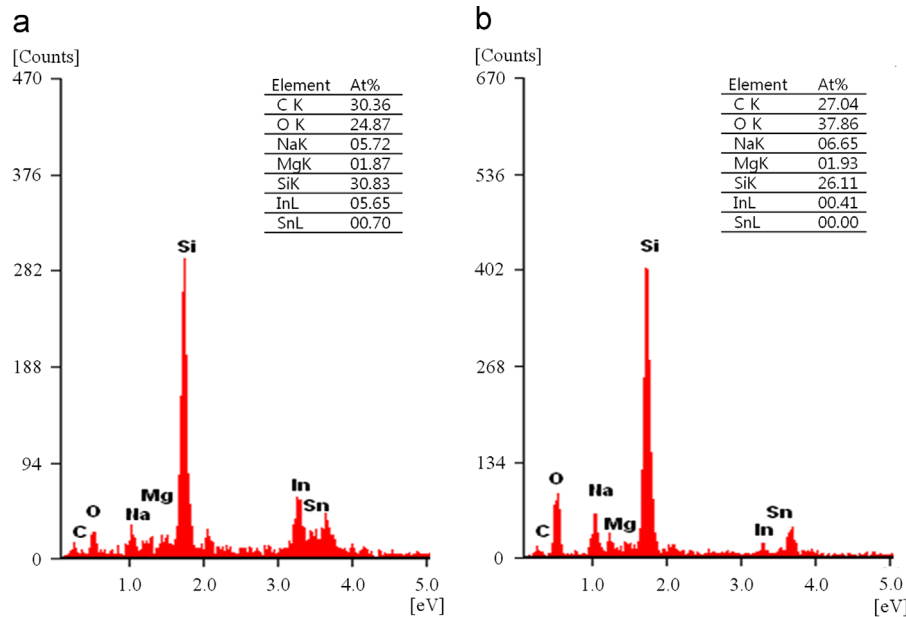 a
[Counts]
470
376
282
188
94
0
Element At%
C K 30.36
O K 24.87
NaK 05.72
MgK 01.87
SiK 30.83
InL 05.65
SnL 00.70
Si
C
O
Na
Mg
In
Sn
1.0 2.0 3.0 4.0 5.0
[eV]
b
[Counts]
670
536
402
268
134
0
Element At%
C K 27.04
O K 37.86
NaK 06.65
MgK 01.93
SiK 26.11
InL 00.41
SnL 00.00
Si
C
O
Na
Mg
In
Sn
1.0 2.0 3.0 4.0 5.0
[eV]